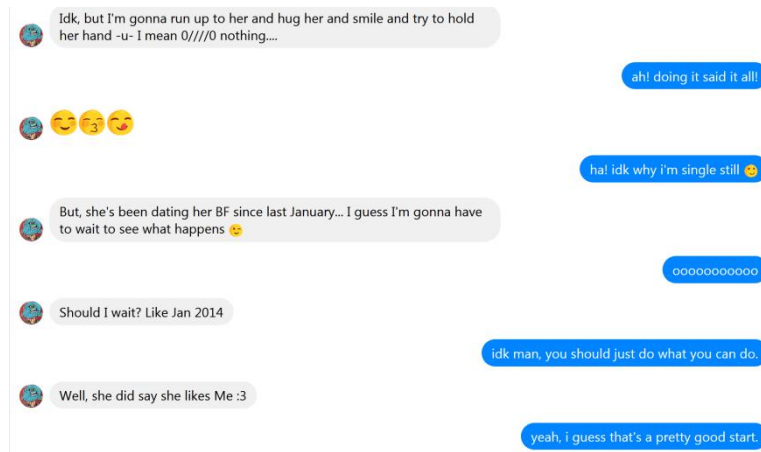 Idk, but I'm gonna run up to her and hug her and smile and try to hold
her hand -u- I mean 0////0 nothing....
ah! doing it said it all!
ha! idk why i'm single still
But, she's been dating her BF since last January... I guess I'm gonna have
to wait to see what happens
ooooooooooo
Should I wait? Like Jan 2014
idk man, you should just do what you can do.
Well, she did say she likes Me :3
yeah, i guess that's a pretty good start.